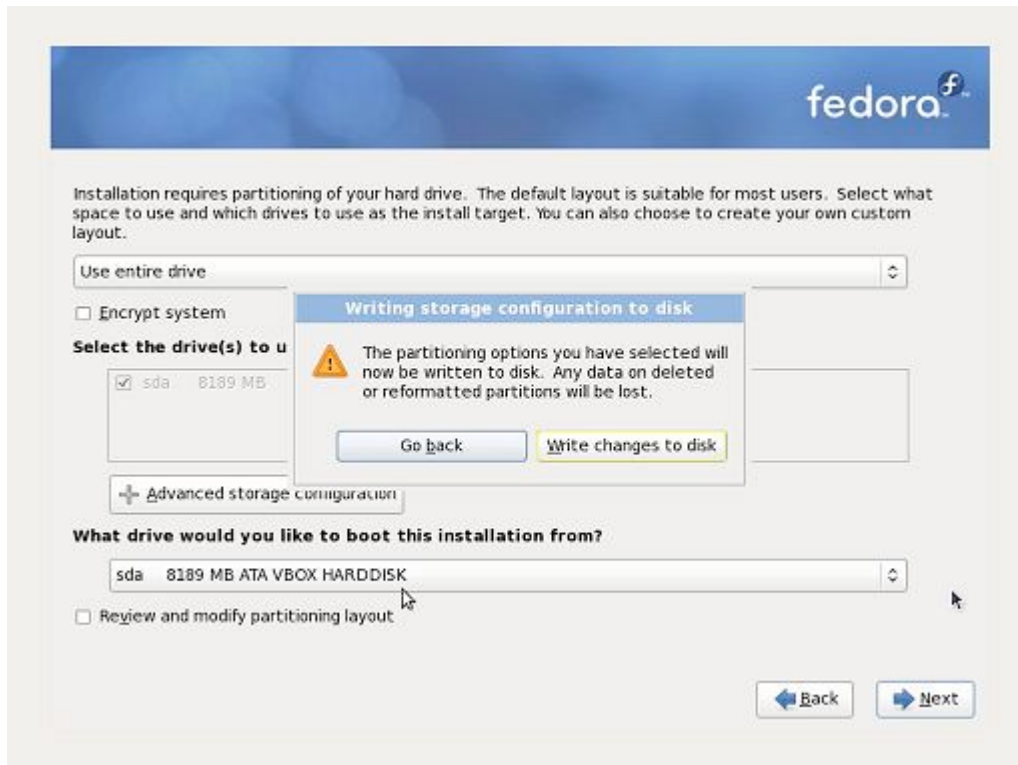 fedora
Installation requires partitioning of your hard drive. The default layout is suitable for most users. Select what
space to use and which drives to use as the install target. You can also choose to create your own custom
layout.
Use entire drive
Encrypt system
Writing storage configuration to disk
Select the drive(s) to u
The partitioning options you have selected will
now be written to disk. Any data on deleted
or reformatted partitions will be lost.
sda 8189 MB
Go back Write changes to disk
Advanced storage configuration
What drive would you like to boot this installation from?
sda 8189 MB ATA VBOX HARDDISK
Review and modify partitioning layout
Back Next